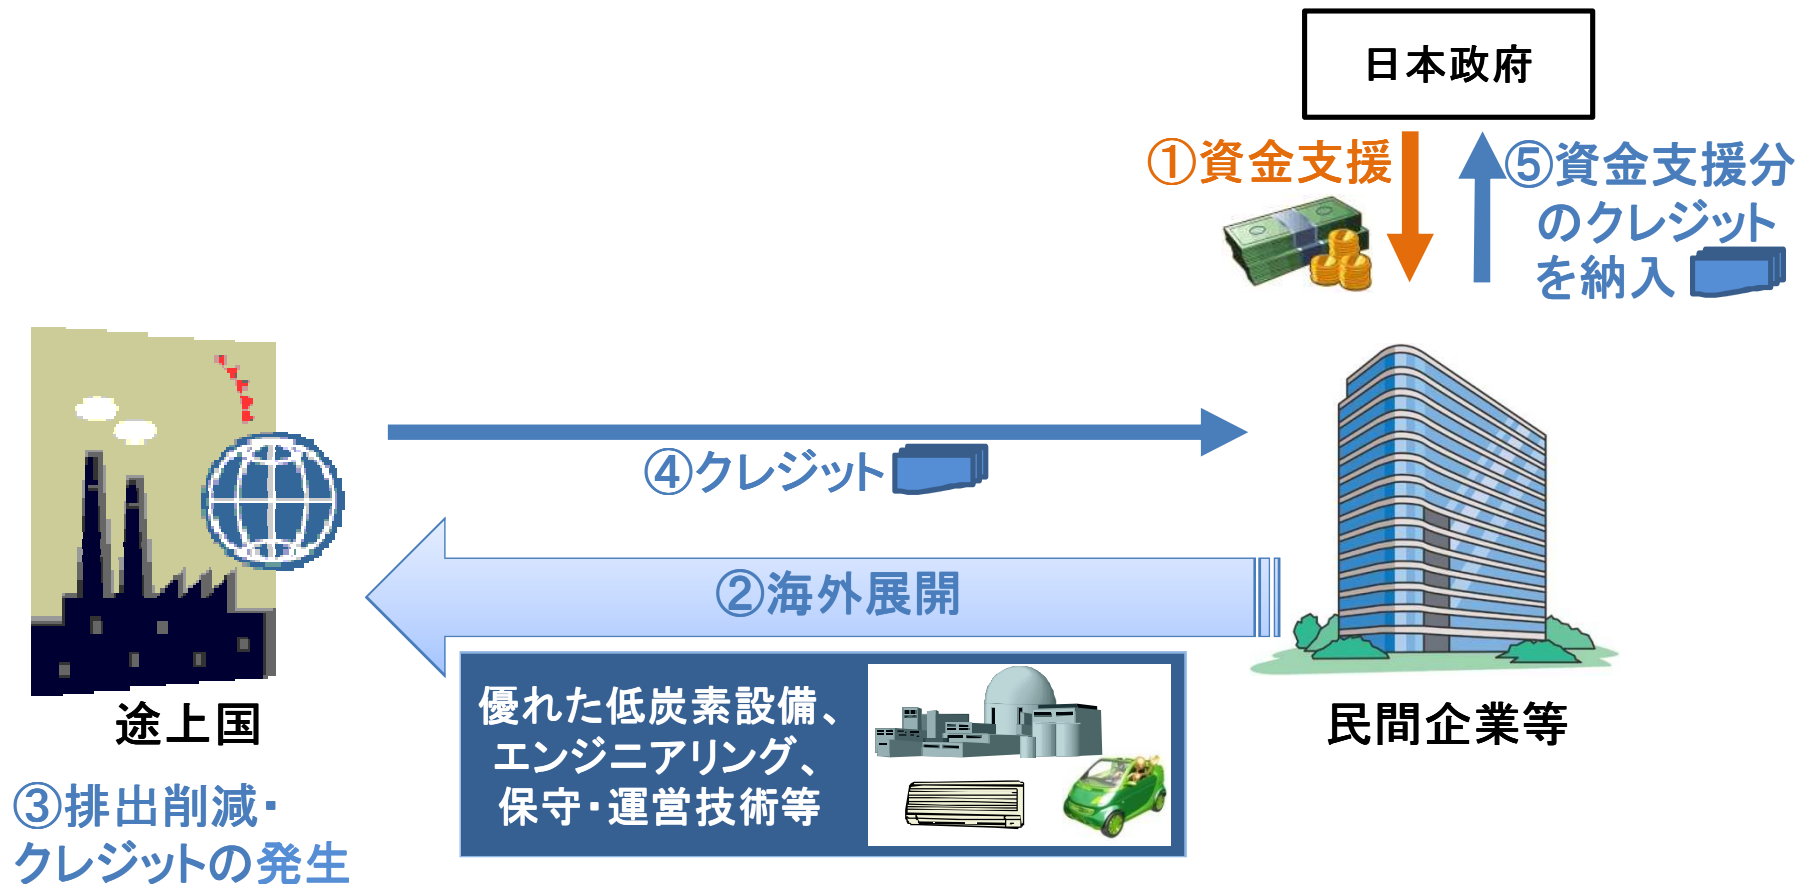 日本政府
①資金支援
⑤資金支援分
のクレジット
を納入
④クレジット
②海外展開
優れた低炭素設備、
エンジニアリング、
保守・運営技術等
途上国
民間企業等
③排出削減・
クレジットの発生